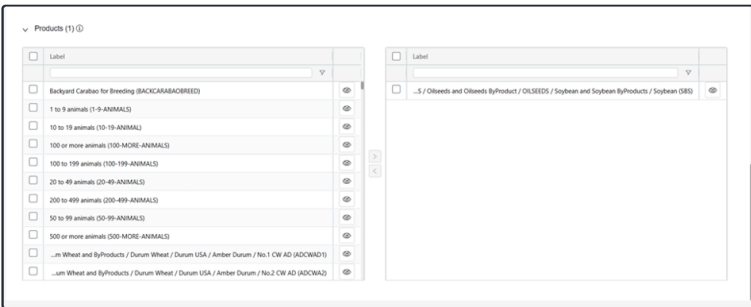 Products (1)
Label
Backyard Carabao for Breeding (BACKCARABAOBREED)
1 to 9 animals (1-9-ANIMALS)
10 to 19 animals (10-19-ANIMAL)
100 or more animals (100-MORE-ANIMALS)
100 to 199 animals (100-199-ANIMALS)
20 to 49 animals (20-49-ANIMALS)
200 to 499 animals (200-499-ANIMALS)
50 to 99 animals (50-99-ANIMALS)
500 or more animals (500-MORE-ANIMALS)
...m Wheat and ByProducts / Durum Wheat / Durum USA / Amber Durum / No.1 CW AD (ADCWAD1)
...um Wheat and ByProducts / Durum Wheat / Durum USA / Amber Durum / No.2 CW AD (ADCWA2)
>
<
Label
...S / Oilseeds and Oilseeds ByProduct / OILSEEDS / Soybean and Soybean ByProducts / Soybean (SBS)